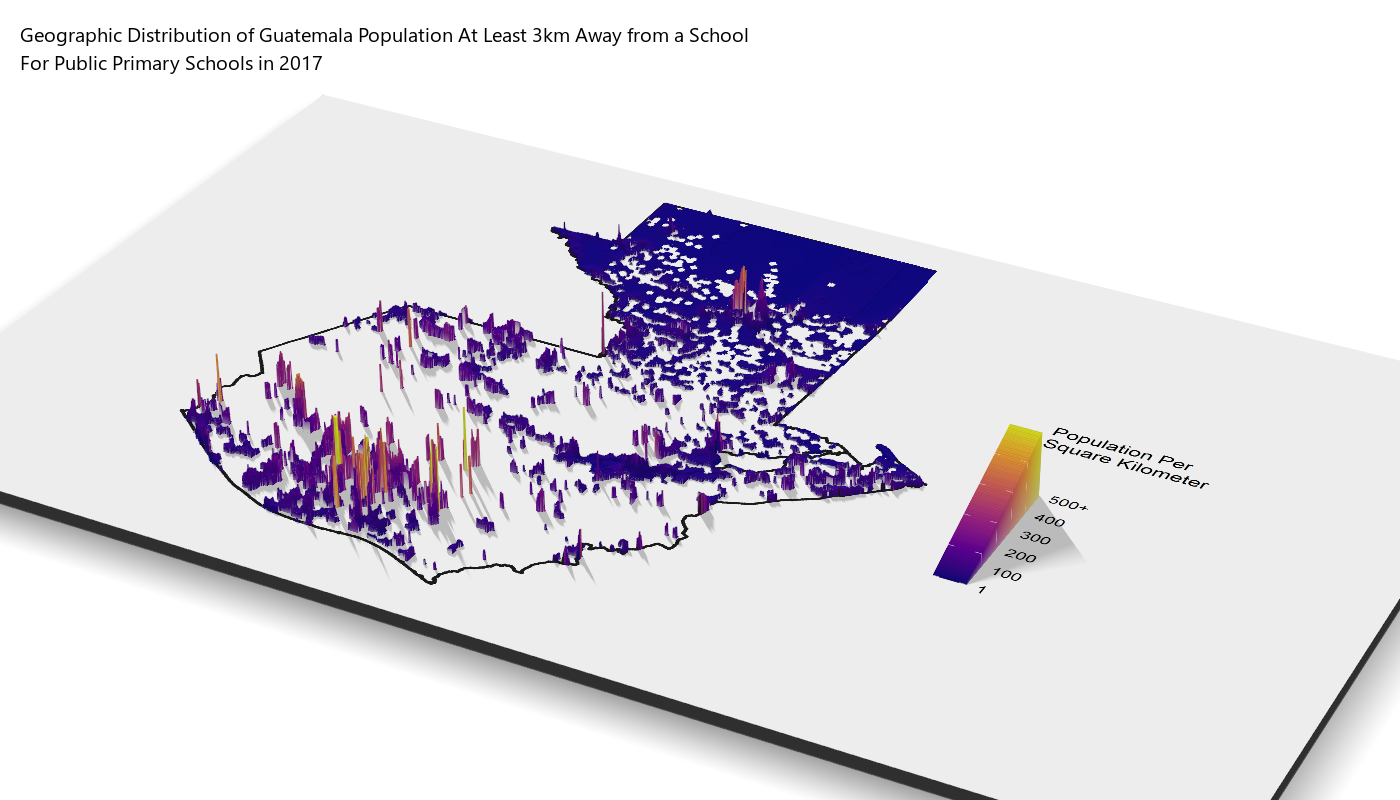 Geographic Distribution of Guatemala Population At Least 3km Away from a School
For Public Primary Schools in 2017
Population Per
Square Kilometer
500+
400
300
200
100
1